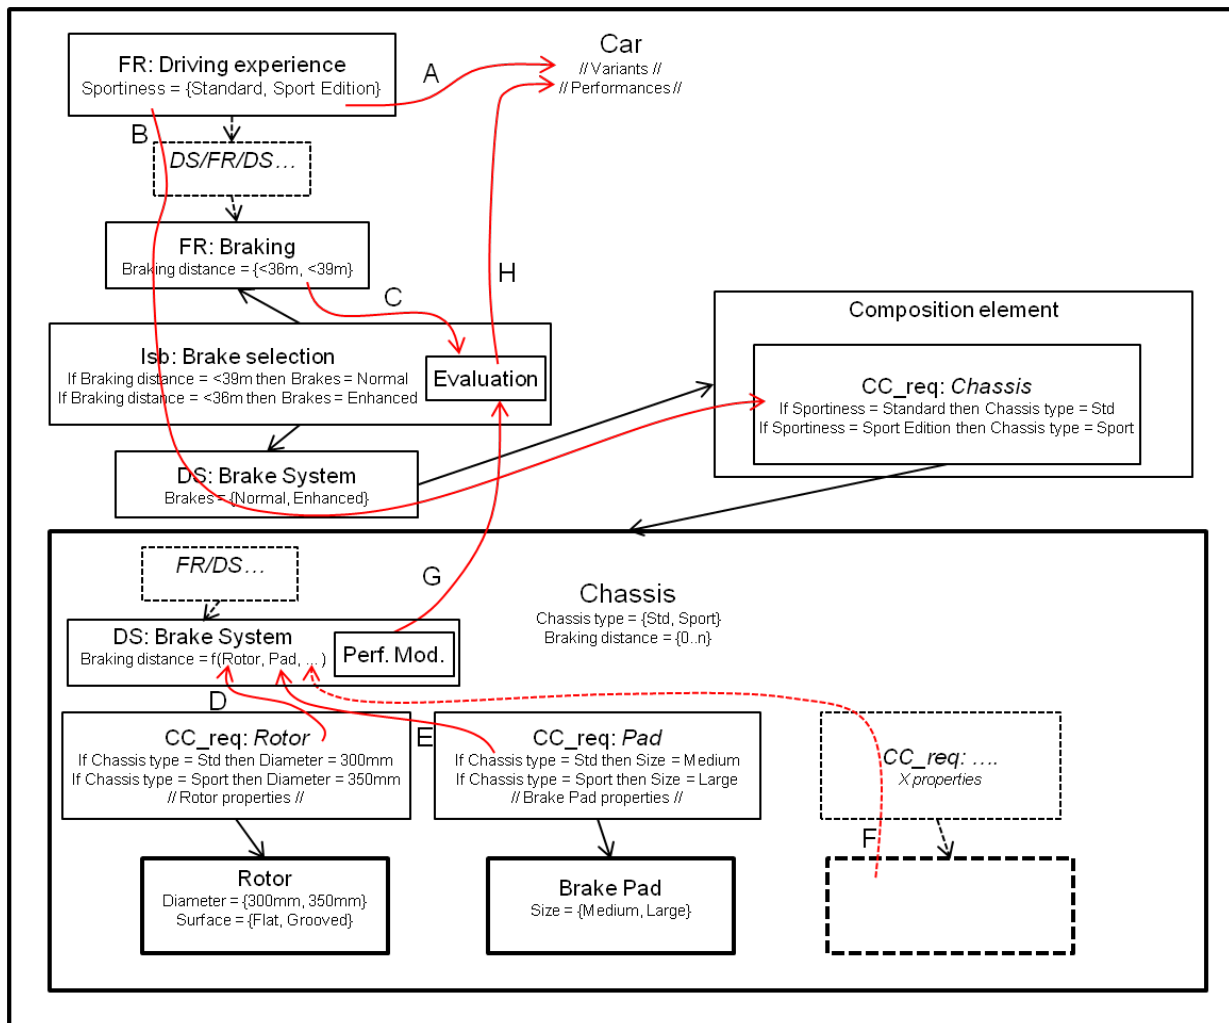 FR: Driving experience
Sportiness = {Standard, Sport Edition}
A
Car
// Variants //
// Performances //
B
DS/FR/DS…
FR: Braking
Braking distance = {<36m, <39m}
C
H
Isb: Brake selection
If Braking distance = <39m then Brakes = Normal
If Braking distance = <36m then Brakes = Enhanced
Evaluation
Composition element
CC_req: Chassis
If Sportiness = Standard then Chassis type = Std
If Sportiness = Sport Edition then Chassis type = Sport
DS: Brake System
Brakes = {Normal, Enhanced}
FR/DS…
G
Chassis
Chassis type = {Std, Sport}
Braking distance = {0..n}
DS: Brake System
Braking distance = f(Rotor, Pad, …)
Perf. Mod.
D
E
F
CC_req: Rotor
If Chassis type = Std then Diameter = 300mm
If Chassis type = Sport then Diameter = 350mm
// Rotor properties //
CC_req: Pad
If Chassis type = Std then Size = Medium
If Chassis type = Sport then Size = Large
// Brake Pad properties //
CC_req: ….
X properties
Rotor
Diameter = {300mm, 350mm}
Surface = {Flat, Grooved}
Brake Pad
Size = {Medium, Large}